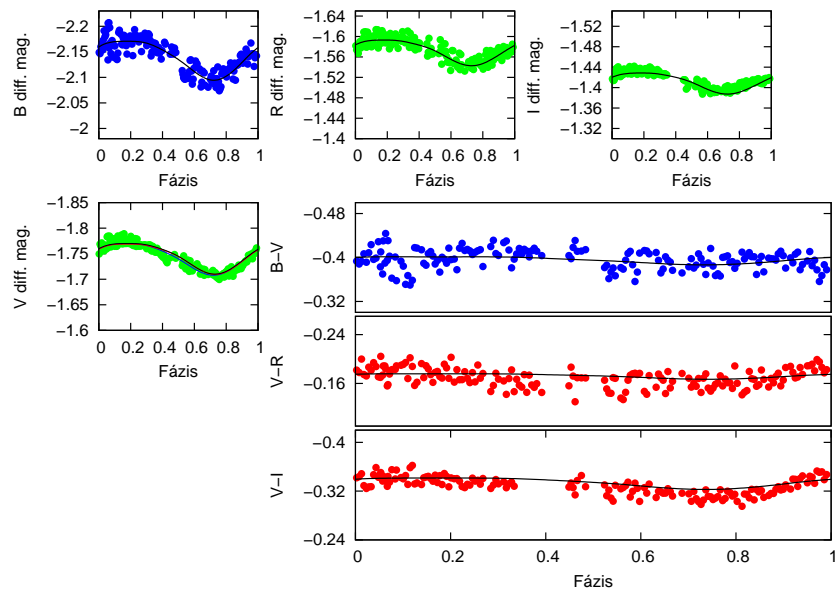 B diff. mag.
−2.2
−2.15
−2.1
−2.05
−2
0 0.2 0.4 0.6 0.8 1
Fázis
R diff. mag.
−1.64
−1.6
−1.56
−1.52
−1.48
−1.44
−1.4
0 0.2 0.4 0.6 0.8 1
Fázis
I diff. mag.
−1.52
−1.48
−1.44
−1.4
−1.36
−1.32
0 0.2 0.4 0.6 0.8 1
Fázis
V diff. mag.
−1.85
−1.8
−1.75
−1.7
−1.65
−1.6
0 0.2 0.4 0.6 0.8 1
Fázis
B−V
−0.48
−0.4
−0.32
V−R
−0.24
−0.16
V−I
−0.4
−0.32
−0.24
0 0.2 0.4 0.6 0.8 1
Fázis